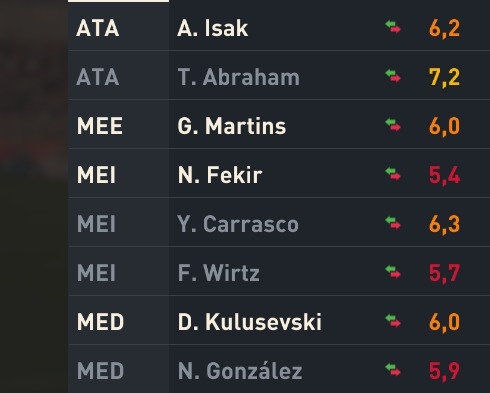 ATA A. Isak 6,2
ATA T. Abraham 7,2
MEE G. Martins 6,0
MEI N. Fekir 5,4
MEI Y. Carrasco 6,3
MEI F. Wirtz 5,7
MED D. Kulusevski 6,0
MED N. González 5,9